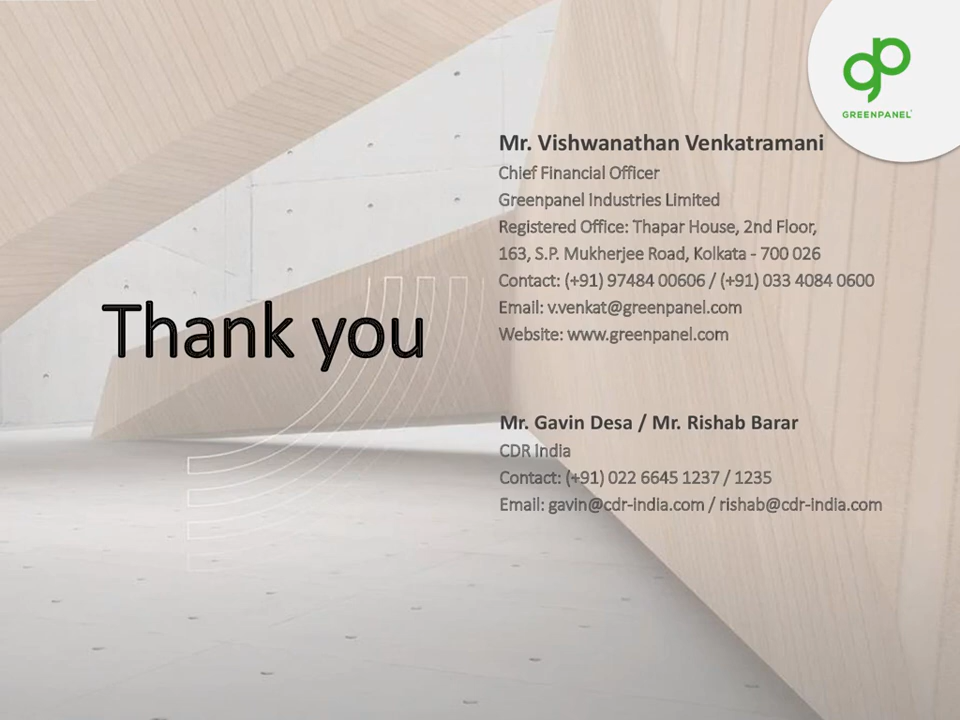 GREENPANEL
Mr. Vishwanathan Venkatramani
Chief Financial Officer
Greenpanel Industries Limited
Registered Office: Thapar House, 2nd Floor,
163, S.P. Mukherjee Road, Kolkata - 700 026
Contact: (+91) 97484 00606 / (+91) 033 4084 0600
Email: v.venkat@greenpanel.com
Website: www.greenpanel.com
Thank you
Mr. Gavin Desa / Mr. Rishab Barar
CDR India
Contact: (+91) 022 6645 1237 / 1235
Email: gavin@cdr-india.com / rishab@cdr-india.com